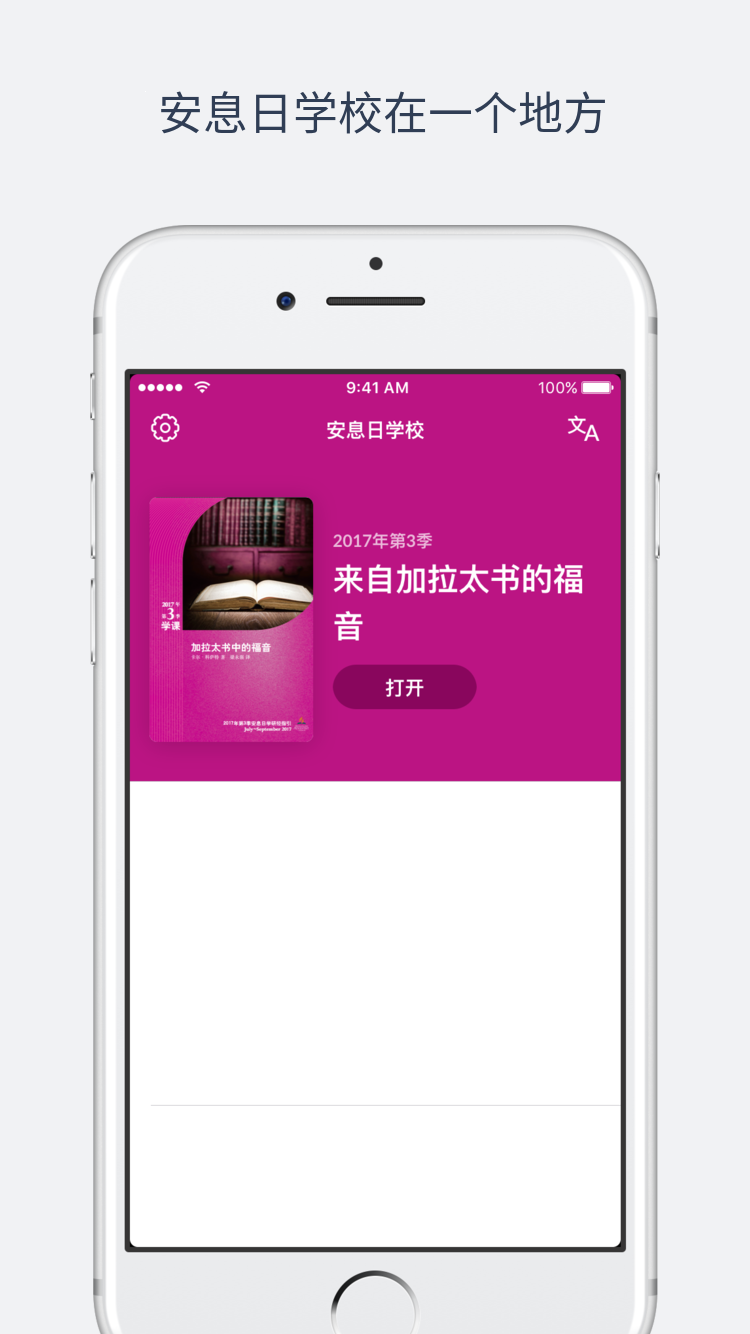 安息日学校在一个地方
9:41 AM
100%
安息日学校
文A
2017年第3季
来自加拉太书的福
音
打开
2017年
第3季
学课
加拉太书中的福音
2017年第3季安息日学研经指引
July–September 2017